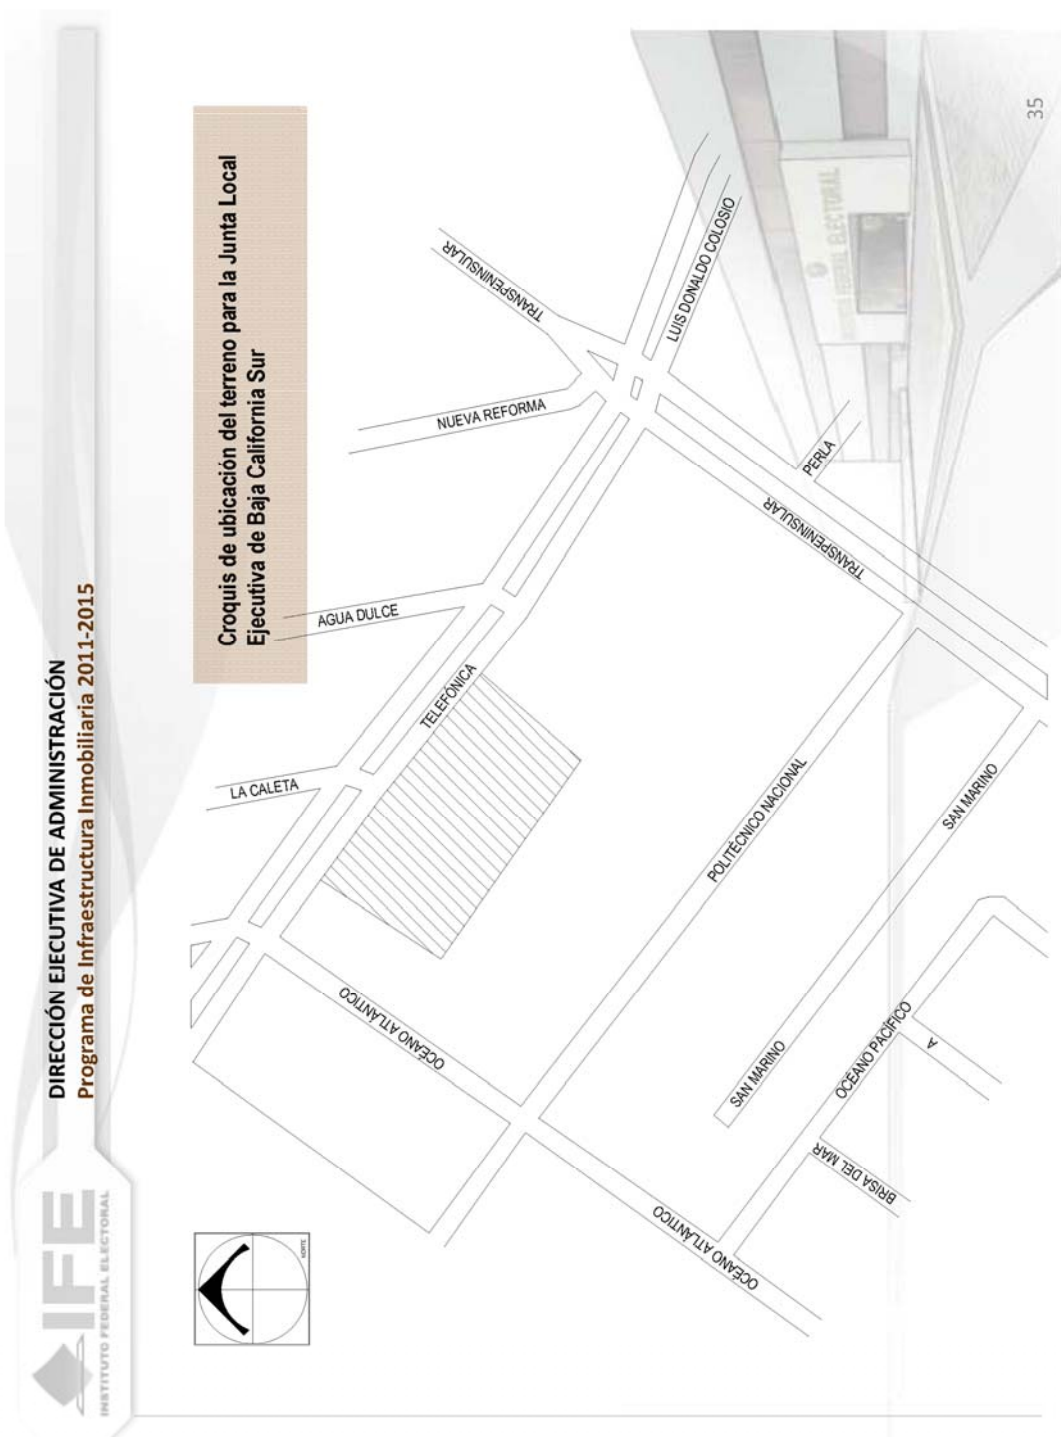 DIRECCIÓN EJECUTIVA DE ADMINISTRACIÓN
Programa de Infraestructura Inmobiliaria 2011-2015
IFE
INSTITUTO FEDERAL ELECTORAL
Croquis de ubicación del terreno para la Junta Local
Ejecutiva de Baja California Sur
NORTE
LA CALETA
AGUA DULCE
NUEVA REFORMA
TRANSPENINSULAR
TELEFÓNICA
LUIS DONALDO COLOSIO
OCÉANO ATLÁNTICO
TRANSPENINSULAR
PERLA
POLITÉCNICO NACIONAL
SAN MARINO
SAN MARINO
OCÉANO ATLÁNTICO
OCÉANO PACÍFICO
BRISA DEL MAR
A
FEDERAL ELECTORAL
35